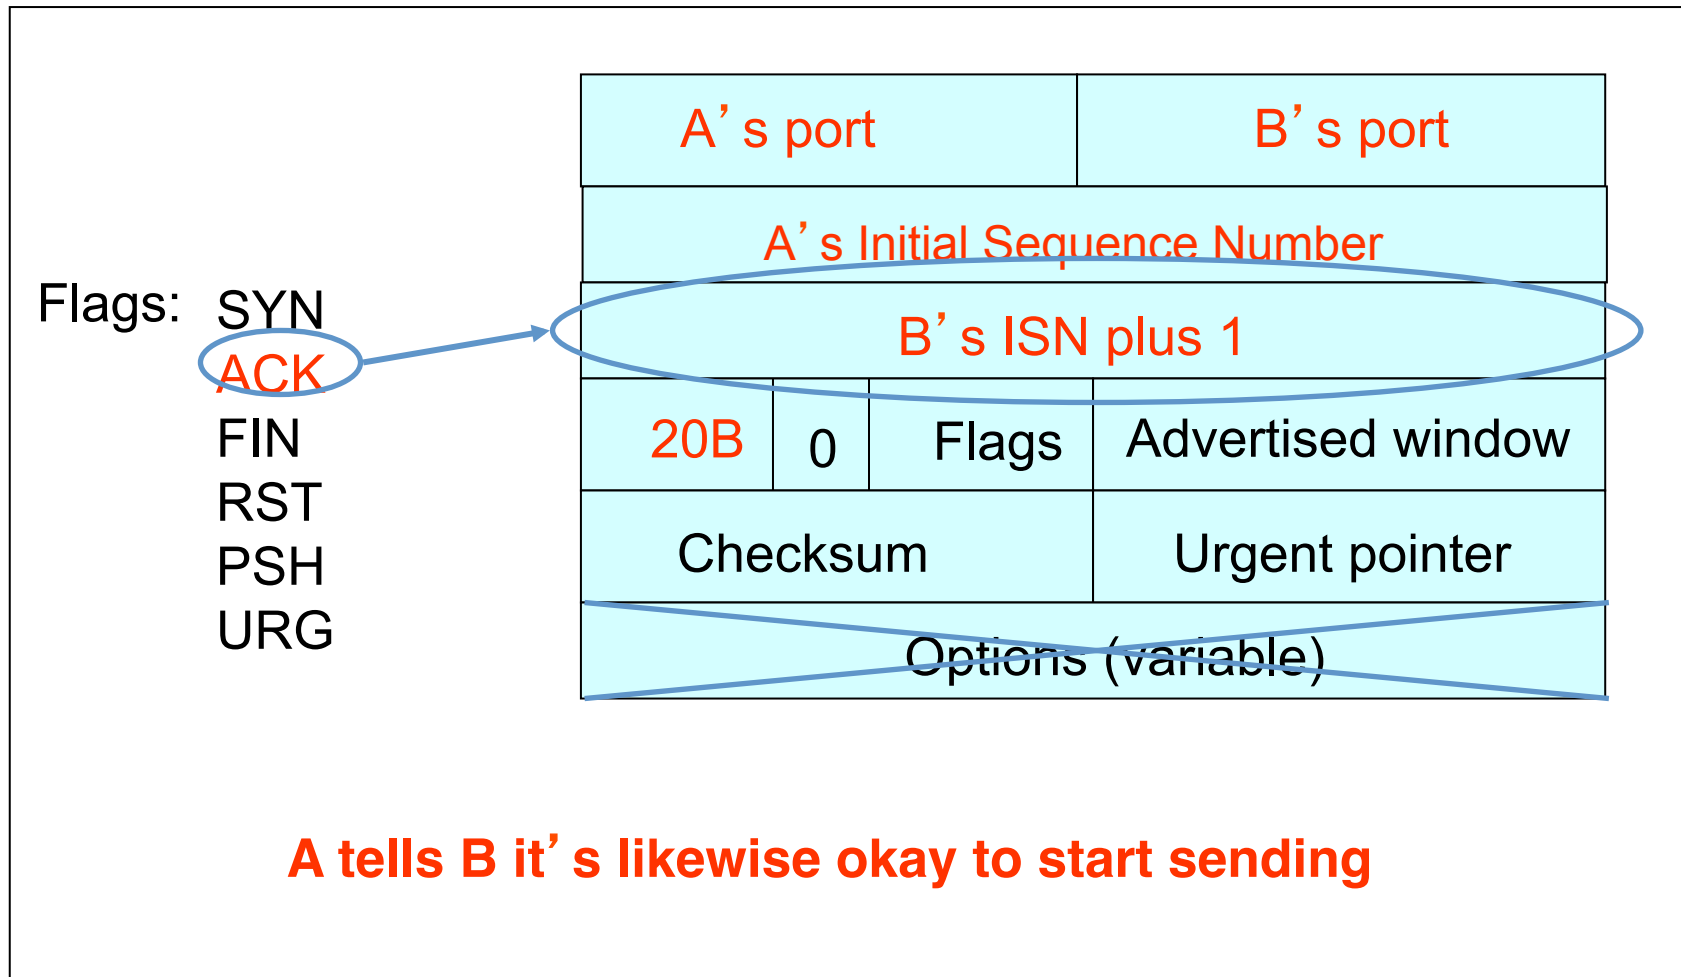 A’s port
B’s port
A’s Initial Sequence Number
Flags:
SYN
ACK
FIN
RST
PSH
URG
B’s ISN plus 1
20B
0
Flags
Advertised window
Checksum
Urgent pointer
Options (variable)
A tells B it’s likewise okay to start sending